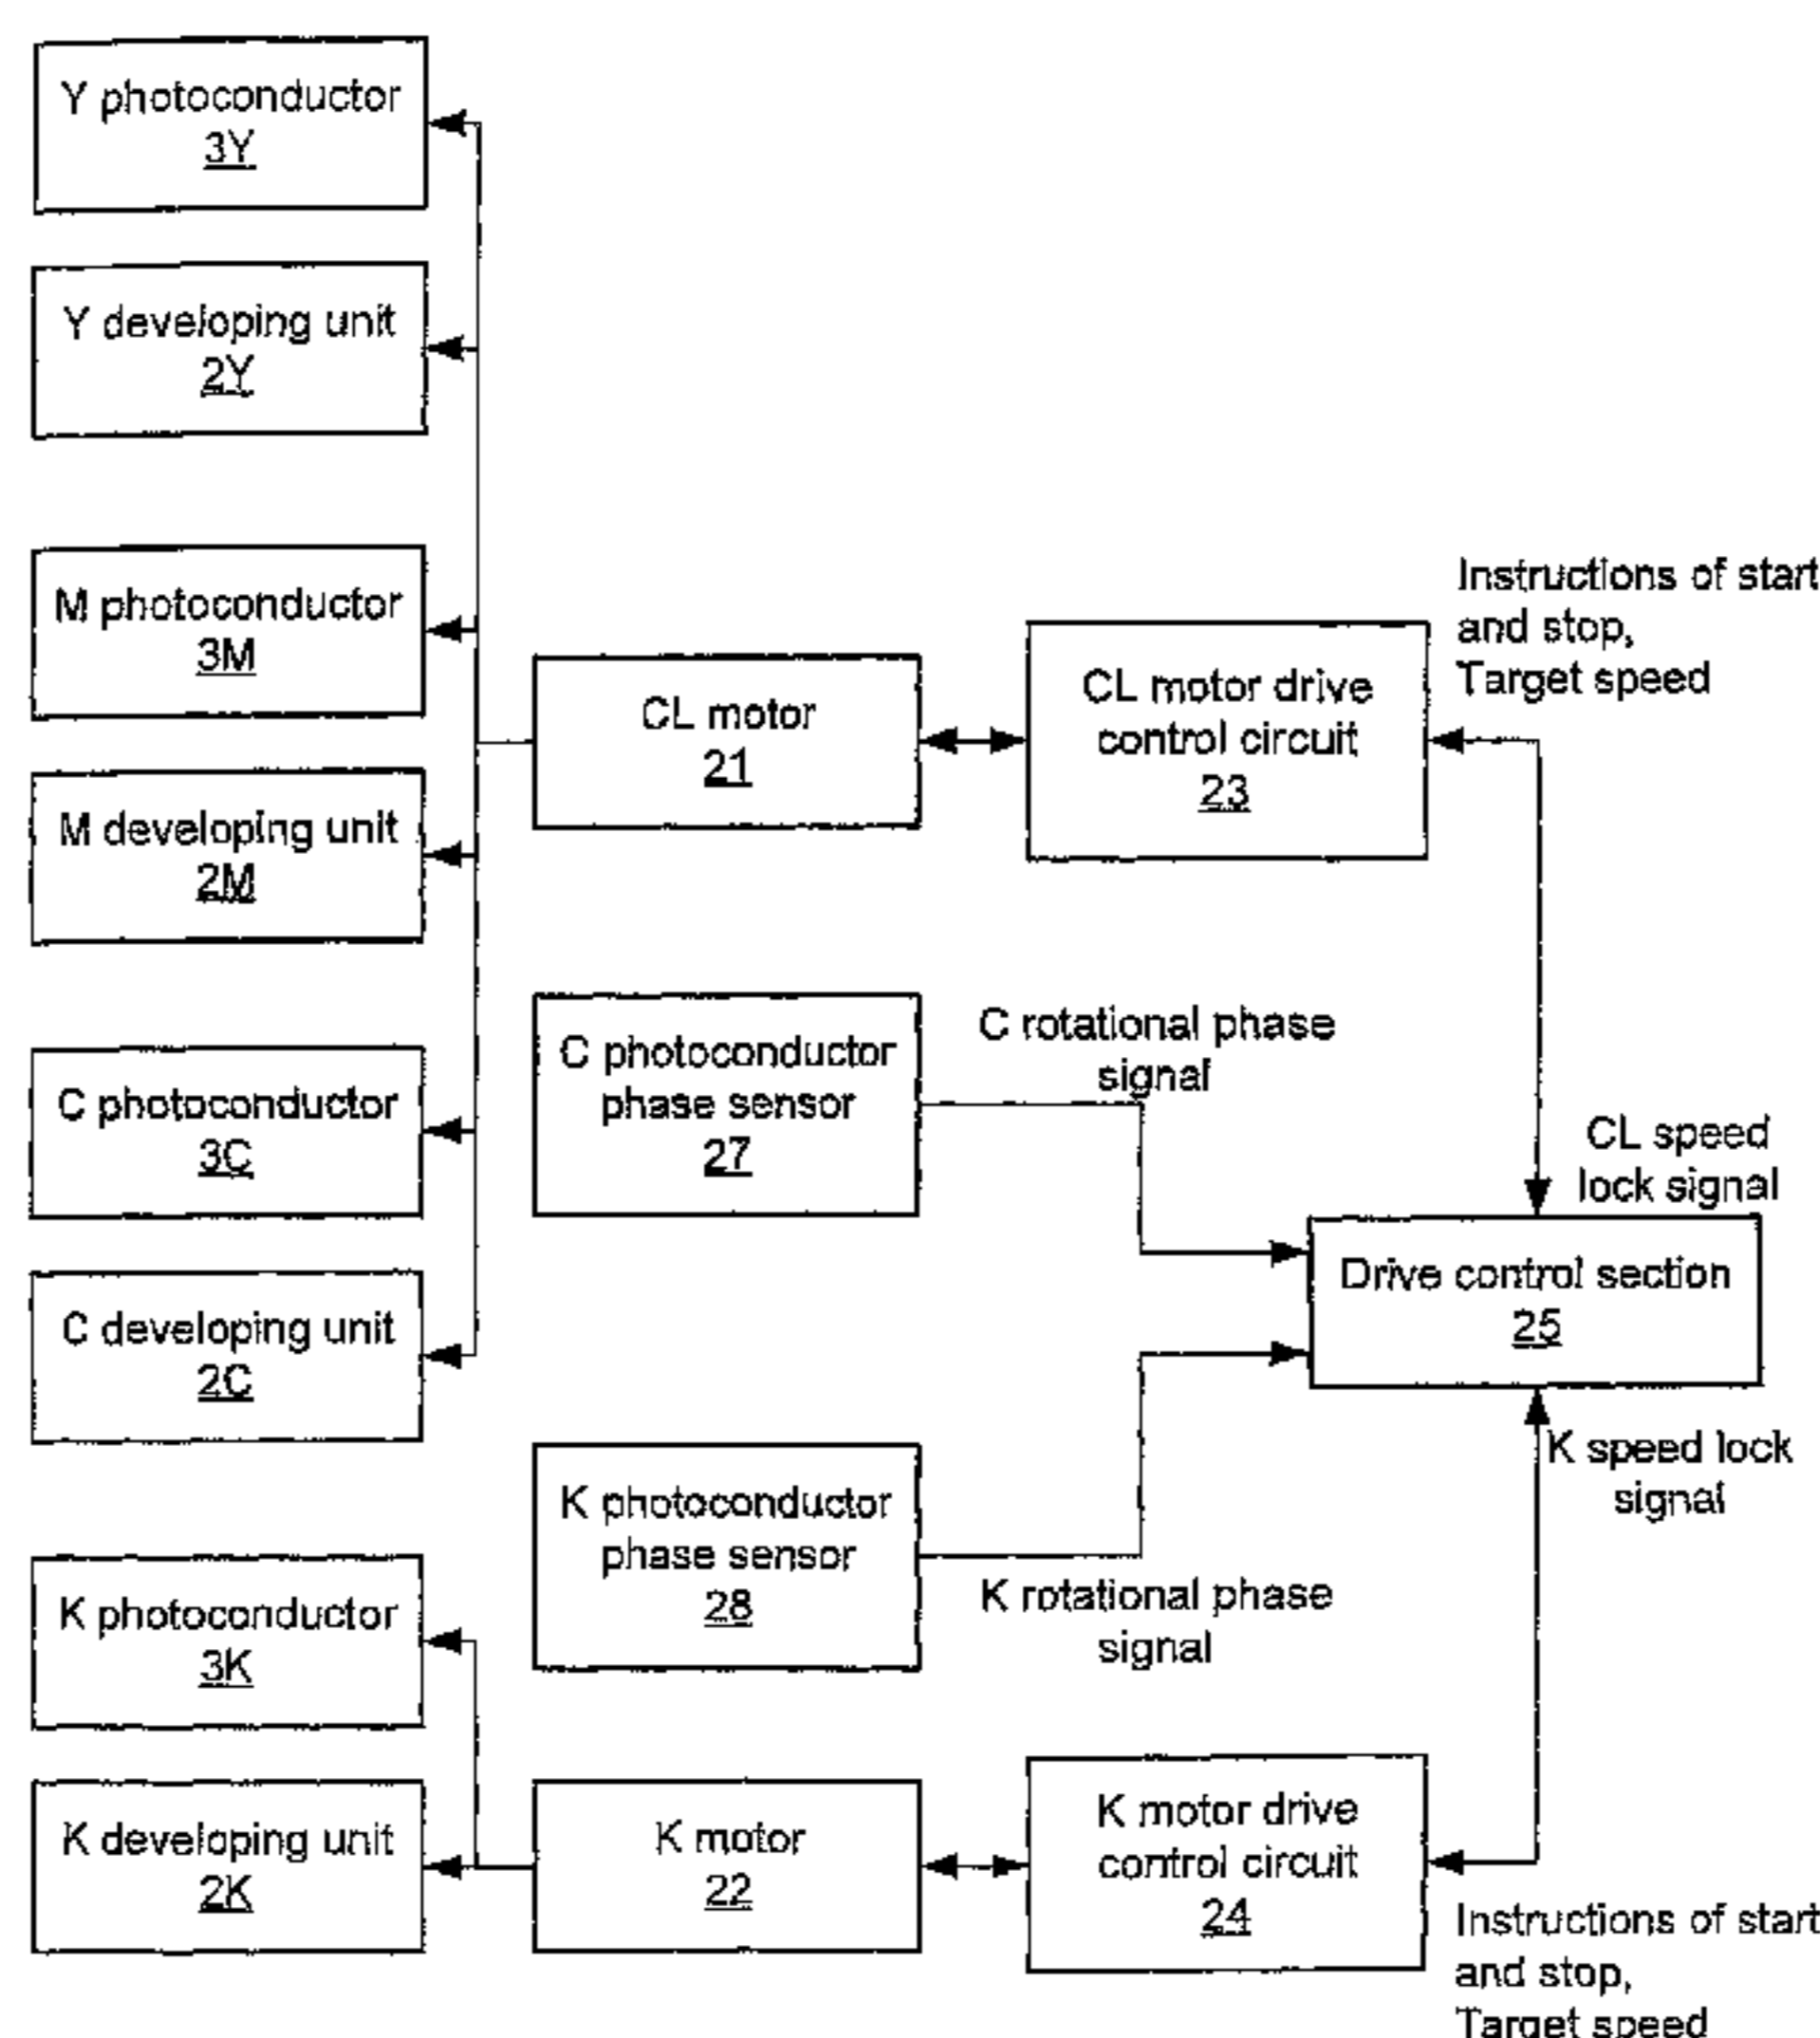 Y photoconductor
3Y
Y developing unit
2Y
M photoconductor
3M
M developing unit
2M
C photoconductor
3C
C developing unit
2C
K photoconductor
3K
K developing unit
2K
CL motor
21
C photoconductor
phase sensor
27
K photoconductor
phase sensor
28
K motor
22
CL motor drive
control circuit
23
C rotational phase
signal
K rotational phase
signal
K motor drive
control circuit
24
Instructions of start
and stop,
Target speed
CL speed
lock signal
Drive control section
25
K speed lock
signal
Instructions of start
and stop,
Target speed